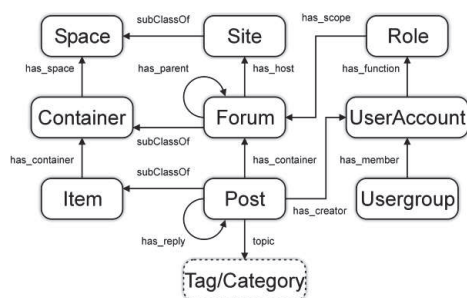 subClassOf
Space
Site
Role
has_scope
has_space
has_parent
has_host
has_function
Container
Forum
UserAccount
subClassOf
has_container
subClassOf
has_container
has_member
Item
Post
has_creator
Usergroup
has_reply
topic
Tag/Category